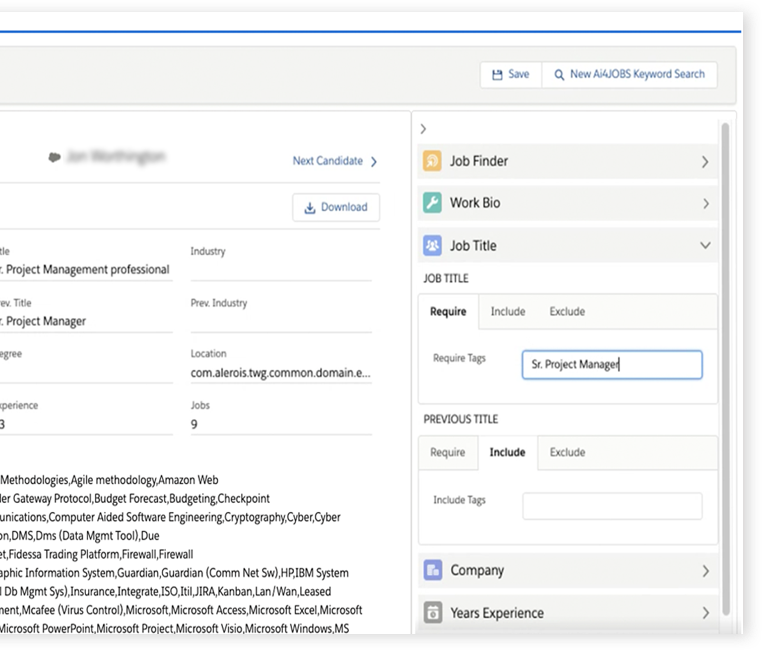 Save
New Ai4JOBS Keyword Search
Next Candidate
Download
tle
Industry
r. Project Management professional
rev. Title
Prev. Industry
r. Project Manager
egree
Location
com.alerois.twg.common.domain.e...
xperience
Jobs
3
9
Methodologies,Agile methodology,Amazon Web
er Gateway Protocol,Budget Forecast,Budgeting,Checkpoint
unications,Computer Aided Software Engineering,Cryptography,Cyber,Cyber
on,DMS,Dms (Data Mgmt Tool),Due
et,Fidessa Trading Platform,Firewall,Firewall
aphic Information System,Guardian,Guardian (Comm Net Sw),HP,IBM System
l Db Mgmt Sys),Insurance,Integrate,ISO,Itil,JIRA,Kanban,Lan/Wan,Leased
ment,Mcafee (Virus Control),Microsoft,Microsoft Access,Microsoft Excel,Microsoft
Microsoft PowerPoint,Microsoft Project,Microsoft Visio,Microsoft Windows,MS
Job Finder
Work Bio
Job Title
JOB TITLE
Require Include Exclude
Require Tags
Sr. Project Manager
PREVIOUS TITLE
Require Include Exclude
Include Tags
Company
Years Experience